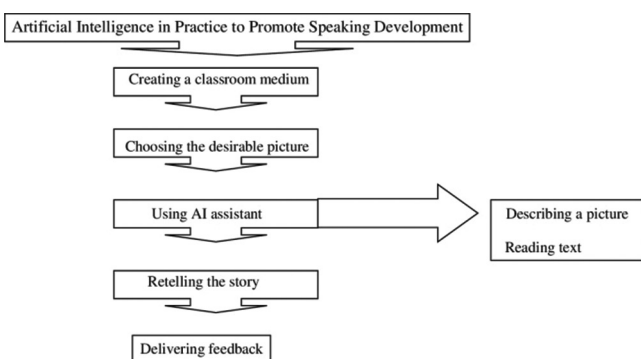 Artificial Intelligence in Practice to Promote Speaking Development
Creating a classroom medium
Choosing the desirable picture
Using AI assistant
Describing a picture
Reading text
Retelling the story
Delivering feedback